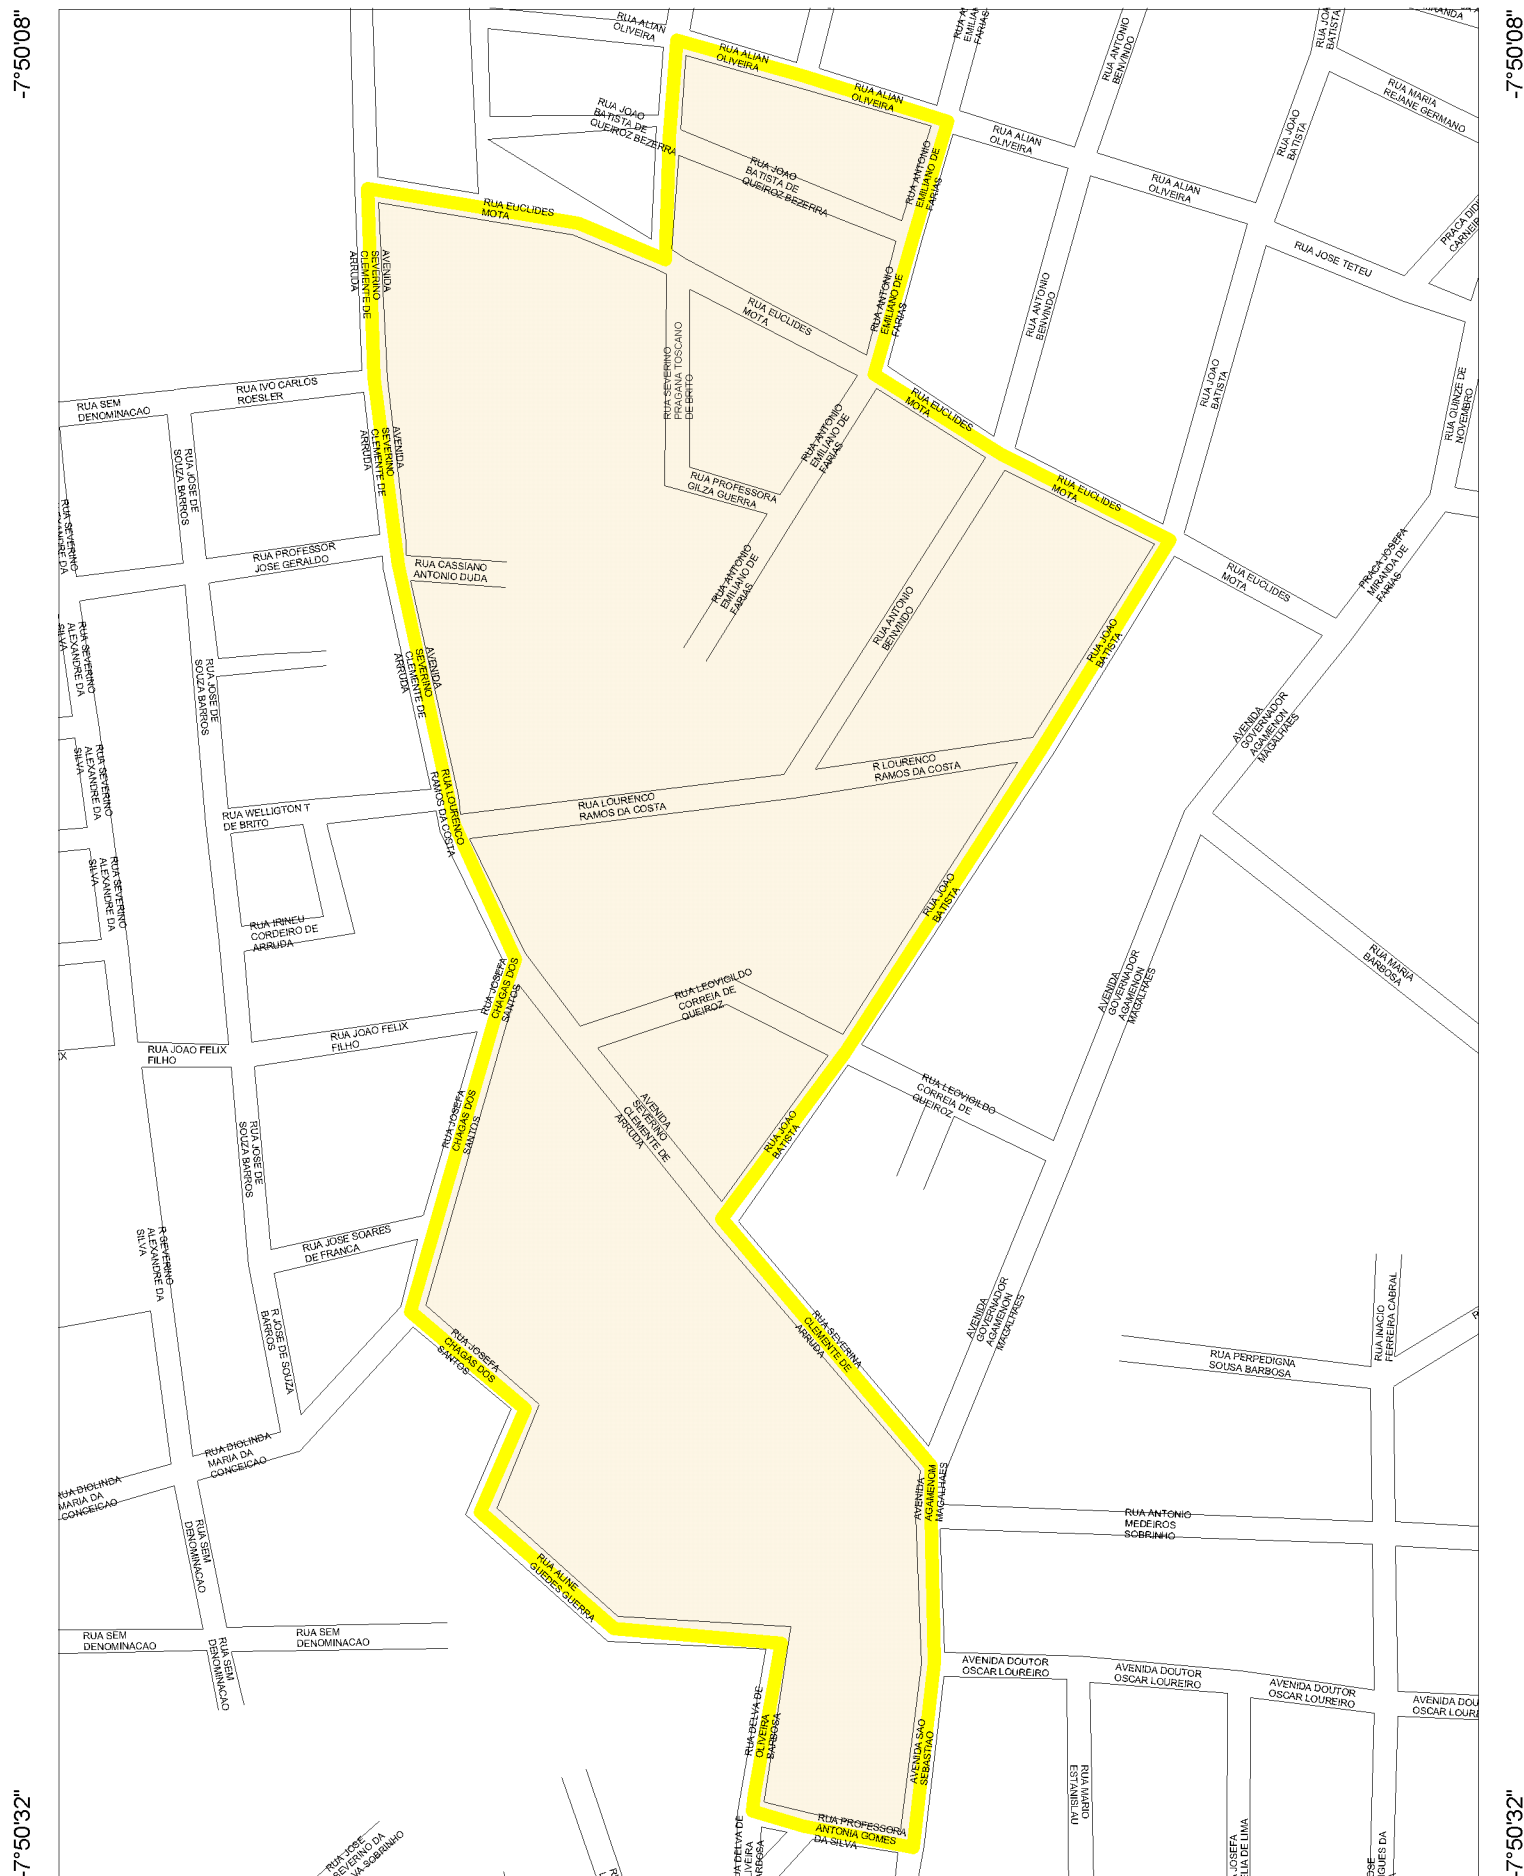 -7°50'08"
-7°50'08"
RUA ALIAN
OLIVEIRA
RUA ALIAN
OLIVEIRA
RUA ALIAN
OLIVEIRA
RUA ANTONIO
BENVINDO
RUA JOAO
BATISTA
RUA MARIA
REJANE GERMANO
RUA JOAO
BATISTA DE
QUEIROZ BEZERRA
RUA ALIAN
OLIVEIRA
RUA JOAO
BATISTA
RUA JOAO
BATISTA DE
QUEIROZ BEZERRA
RUA ANTONIO
EMILIANO DE
FARIAS
RUA ALIAN
OLIVEIRA
RUA EUCLIDES
MOTA
RUA JOSE TETEU
AVENIDA
SEVERINO
CLEMENTE DE
ARRUDA
RUA ANTONIO
EMILIANO DE
FARIAS
RUA ANTONIO
BENVINDO
RUA EUCLIDES
MOTA
RUA SEVERINO
PRAGANA TOSCANO
DE BRITO
RUA JOAO
BATISTA
RUA QUINZE DE
NOVEMBRO
RUA IVO CARLOS
ROESLER
RUA SEM
DENOMINACAO
RUA EUCLIDES
MOTA
RUA ANTONIO
EMILIANO DE
FARIAS
AVENIDA
SEVERINO
CLEMENTE DE
ARRUDA
RUA JOSE DE
SOUZA BARROS
RUA PROFESSORA
GILZA GUERRA
RUA EUCLIDES
MOTA
RUA PROFESSOR
JOSE GERALDO
RUA CASSIANO
ANTONIO DUDA
RUA ANTONIO
EMILIANO DE
FARIAS
RUA EUCLIDES
MOTA
PRACA JOSEFA
MIRANDA DE
FARIAS
RUA ANTONIO
BENVINDO
RUA JOAO
BATISTA
RUA SEVERINO
ALEXANDRE DA
SILVA
RUA JOSE DE
SOUZA BARROS
AVENIDA
SEVERINO
CLEMENTE DE
ARRUDA
AVENIDA
GOVERNADOR
AGAMENON
MAGALHAES
RUA SEVERINO
ALEXANDRE DA
SILVA
RUA WELLIGTON T
DE BRITO
RUA LOURENCO
RAMOS DA COSTA
RUA LOURENCO
RAMOS DA COSTA
R LOURENCO
RAMOS DA COSTA
RUA SEVERINO
ALEXANDRE DA
SILVA
RUA IRINEU
CORDEIRO DE
ARRUDA
RUA JOAO
BATISTA
RUA MARIA
BARBOSA
RUA JOSEFA
CHAGAS DOS
SANTOS
RUA LEOVIGILDO
CORREIA DE
QUEIROZ
AVENIDA
GOVERNADOR
AGAMENON
MAGALHAES
RUA JOAO FELIX
FILHO
RUA JOAO FELIX
FILHO
RUA JOSE DE
SOUZA BARROS
RUA JOSEFA
CHAGAS DOS
SANTOS
AVENIDA
SEVERINO
CLEMENTE DE
ARRUDA
RUA JOAO
BATISTA
RUA LEOVIGILDO
CORREIA DE
QUEIROZ
R SEVERINO
ALEXANDRE DA
SILVA
RUA JOSE SOARES
DE FRANCA
R JOSE DE SOUZA
BARROS
RUA JOSEFA
CHAGAS DOS
SANTOS
RUA SEVERINA
CLEMENTE DE
ARRUDA
AVENIDA
GOVERNADOR
AGAMENON
MAGALHAES
RUA INACIO
FERREIRA CABRAL
RUA PERPEDIGNA
SOUSA BARBOSA
RUA DIOLINDA
MARIA DA
CONCEICAO
RUA DIOLINDA
MARIA DA
CONCEICAO
AVENIDA
AGAMENOM
MAGALHAES
RUA ANTONIO
MEDEIROS
SOBRINHO
RUA SEM
DENOMINACAO
RUA ALINE
GUEDES GUERRA
RUA SEM
DENOMINACAO
RUA SEM
DENOMINACAO
RUA SEM
DENOMINACAO
AVENIDA DOUTOR
OSCAR LOUREIRO
AVENIDA DOUTOR
OSCAR LOUREIRO
AVENIDA DOUTOR
OSCAR LOUREIRO
AVENIDA DOU
OSCAR LOUR
RUA DELVA DE
OLIVEIRA
BARBOSA
AVENIDA SAO
SEBASTIAO
RUA MARIO
ESTANISLAU
RUA PROFESSORA
ANTONIA GOMES
DA SILVA
-7°50'32"
-7°50'32"